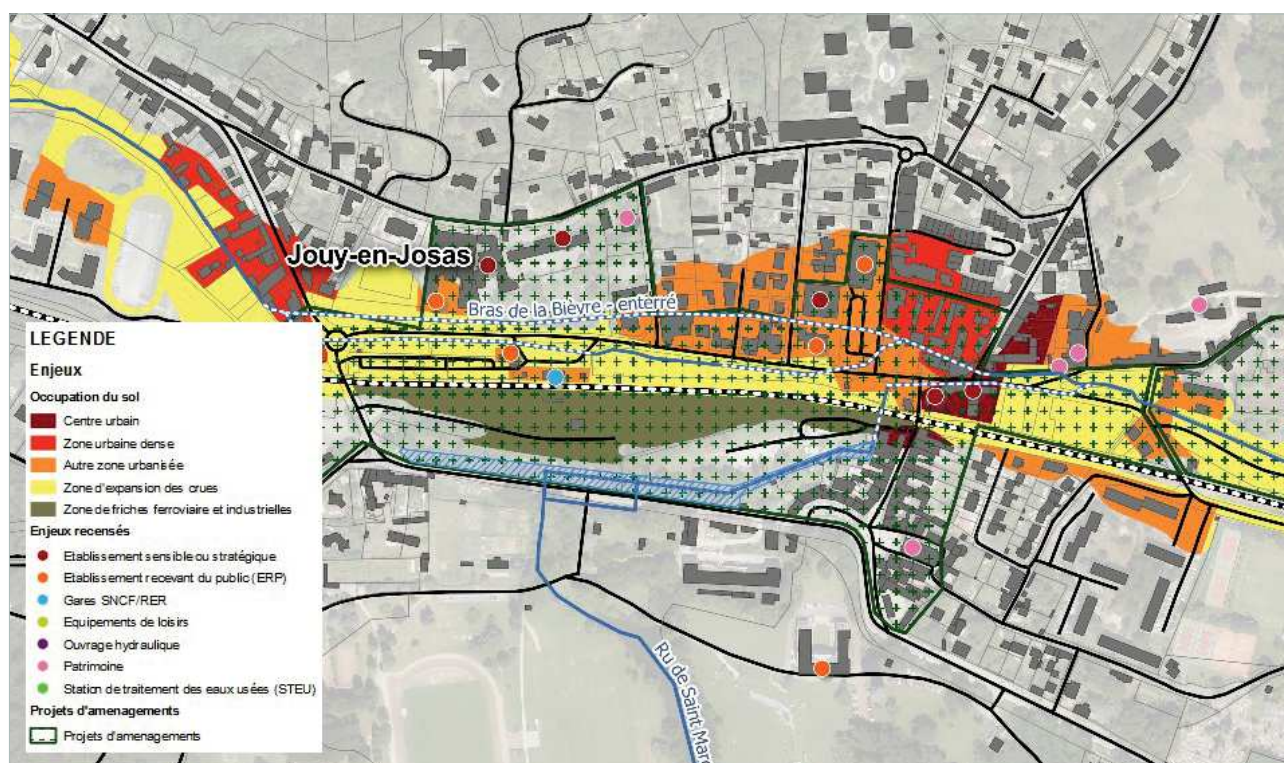 Jouy-en-Josas
Bras de la Bièvre - enterré
LEGENDE
Enjeux
Occupation du sol
Centre urbain
Zone urbaine dense
Autre zone urbanisée
Zone d'expansion des crues
Zone de friches ferroviaire et industrielles
Enjeux recensés
Etablissement sensible ou stratégique
Etablissement recevant du public (ERP)
Gares SNCF/RER
Equipements de loisirs
Ouvrage hydraulique
Patrimoine
Station de traitement des eaux usées (STEU)
Projets d'amenagements
Projets d'amenagements
Ru de Saint Marc